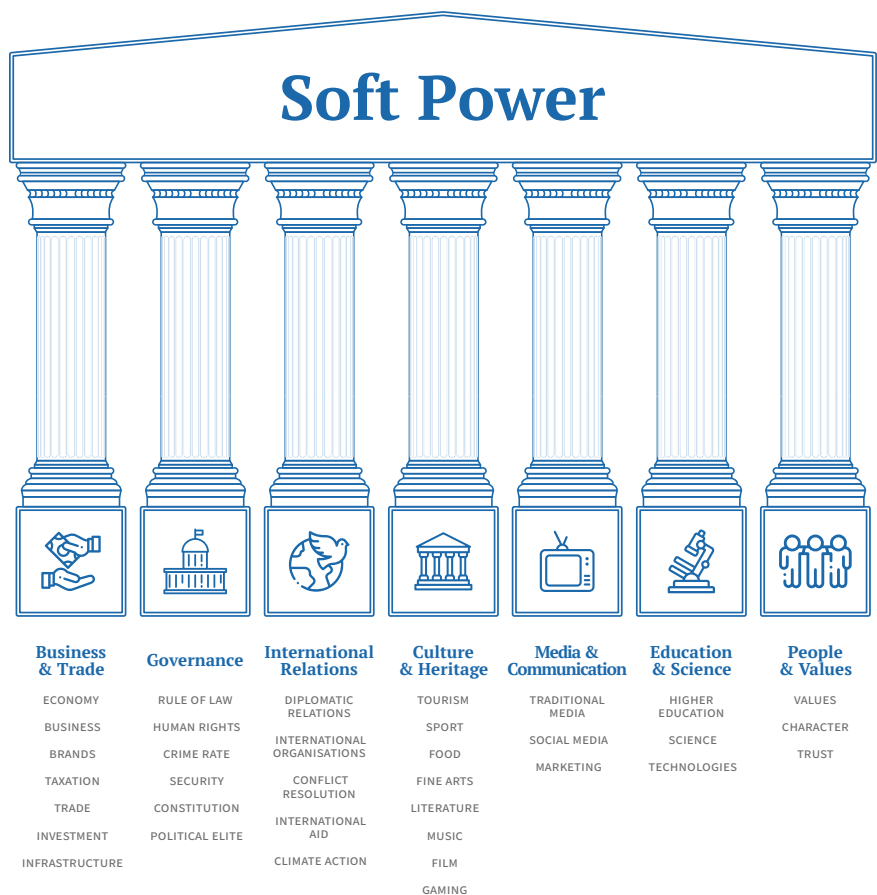 Soft Power
Business
& Trade
ECONOMY
BUSINESS
BRANDS
TAXATION
TRADE
INVESTMENT
INFRASTRUCTURE
Governance
RULE OF LAW
HUMAN RIGHTS
CRIME RATE
SECURITY
CONSTITUTION
POLITICAL ELITE
International
Relations
DIPLOMATIC
RELATIONS
INTERNATIONAL
ORGANISATIONS
CONFLICT
RESOLUTION
INTERNATIONAL
AID
CLIMATE ACTION
Culture
& Heritage
TOURISM
SPORT
FOOD
FINE ARTS
LITERATURE
MUSIC
FILM
GAMING
Media &
Communication
TRADITIONAL
MEDIA
SOCIAL MEDIA
MARKETING
Education
& Science
HIGHER
EDUCATION
SCIENCE
TECHNOLOGIES
People
& Values
VALUES
CHARACTER
TRUST